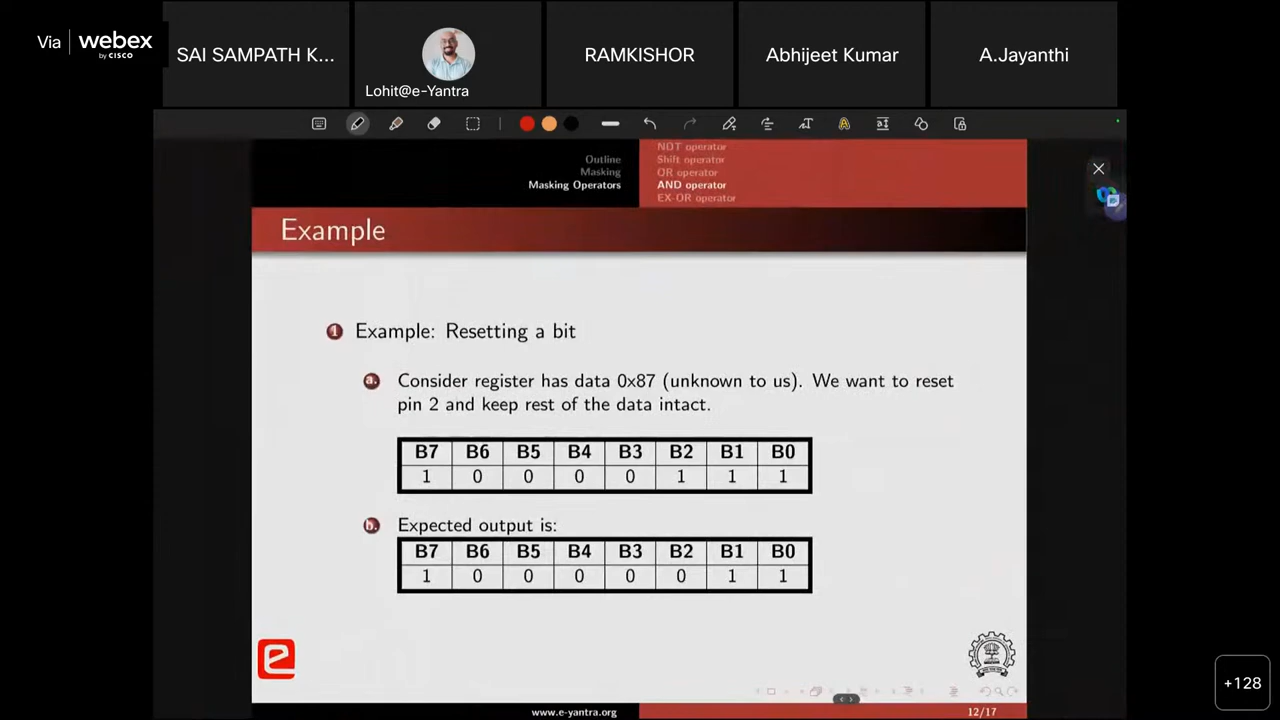 Via webex
by CISCO
SAI SAMPATH K...
Lohit@e-Yantra
RAMKISHOR
Abhijeet Kumar
A.Jayanthi
Outline
Masking
Masking Operators
NOT operator
Shift operator
OR operator
AND operator
EX-OR operator
Example
1 Example: Resetting a bit
a. Consider register has data 0x87 (unknown to us). We want to reset
pin 2 and keep rest of the data intact.
B7 B6 B5 B4 B3 B2 B1 B0
1 0 0 0 0 1 1 1
b. Expected output is:
B7 B6 B5 B4 B3 B2 B1 B0
1 0 0 0 0 0 1 1
e
www.e-yantra.org
12/17
+128